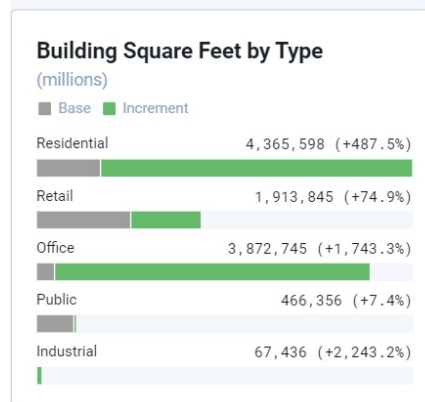 Building Square Feet by Type
(millions)
Base Increment
Residential 4,365,598 (+487.5%)
Retail 1,913,845 (+74.9%)
Office 3,872,745 (+1,743.3%)
Public 466,356 (+7.4%)
Industrial 67,436 (+2,243.2%)